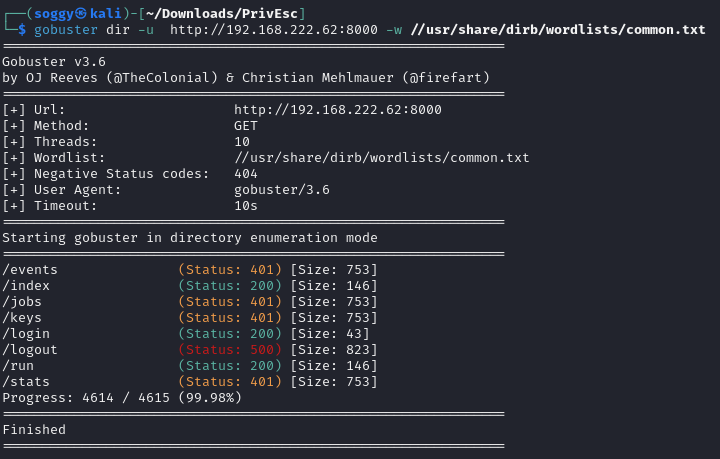 ┌──(soggy㉿kali)-[~/Downloads/PrivEsc]
└─$ gobuster dir -u  http://192.168.222.62:8000 -w //usr/share/dirb/wordlists/common.txt
===============================================================
Gobuster v3.6
by OJ Reeves (@TheColonial) & Christian Mehlmauer (@firefart)
===============================================================
[+] Url:                     http://192.168.222.62:8000
[+] Method:                  GET
[+] Threads:                 10
[+] Wordlist:                //usr/share/dirb/wordlists/common.txt
[+] Negative Status codes:   404
[+] User Agent:              gobuster/3.6
[+] Timeout:                 10s
===============================================================
Starting gobuster in directory enumeration mode
===============================================================
/events               (Status: 401) [Size: 753]
/index                (Status: 200) [Size: 146]
/jobs                 (Status: 401) [Size: 753]
/keys                 (Status: 401) [Size: 753]
/login                (Status: 200) [Size: 43]
/logout               (Status: 500) [Size: 823]
/run                  (Status: 200) [Size: 146]
/stats                (Status: 401) [Size: 753]
Progress: 4614 / 4615 (99.98%)
===============================================================
Finished
===============================================================